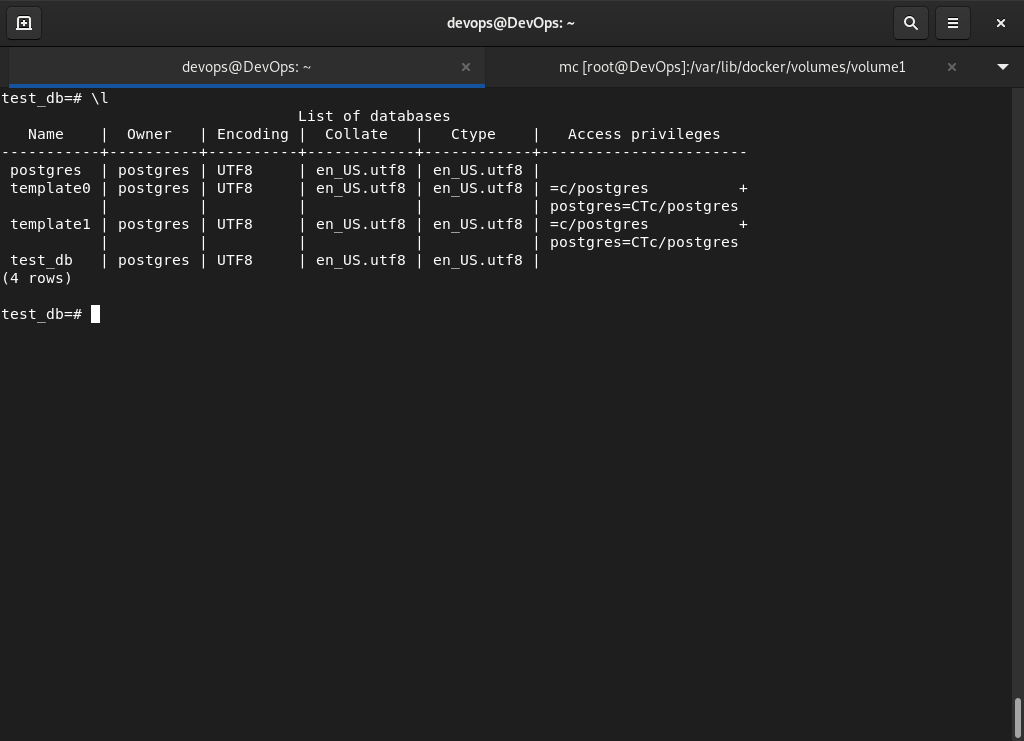 devops@DevOps: ~
devops@DevOps: ~
mc [root@DevOps]:/var/lib/docker/volumes/volume1
test_db=# \l
                                 List of databases
   Name    |  Owner   | Encoding |  Collate   |   Ctype    |   Access privileges
-----------+----------+----------+------------+------------+-----------------------
 postgres  | postgres | UTF8     | en_US.utf8 | en_US.utf8 |
 template0 | postgres | UTF8     | en_US.utf8 | en_US.utf8 | =c/postgres          +
           |          |          |            |            | postgres=CTc/postgres
 template1 | postgres | UTF8     | en_US.utf8 | en_US.utf8 | =c/postgres          +
           |          |          |            |            | postgres=CTc/postgres
 test_db   | postgres | UTF8     | en_US.utf8 | en_US.utf8 |
(4 rows)
test_db=#